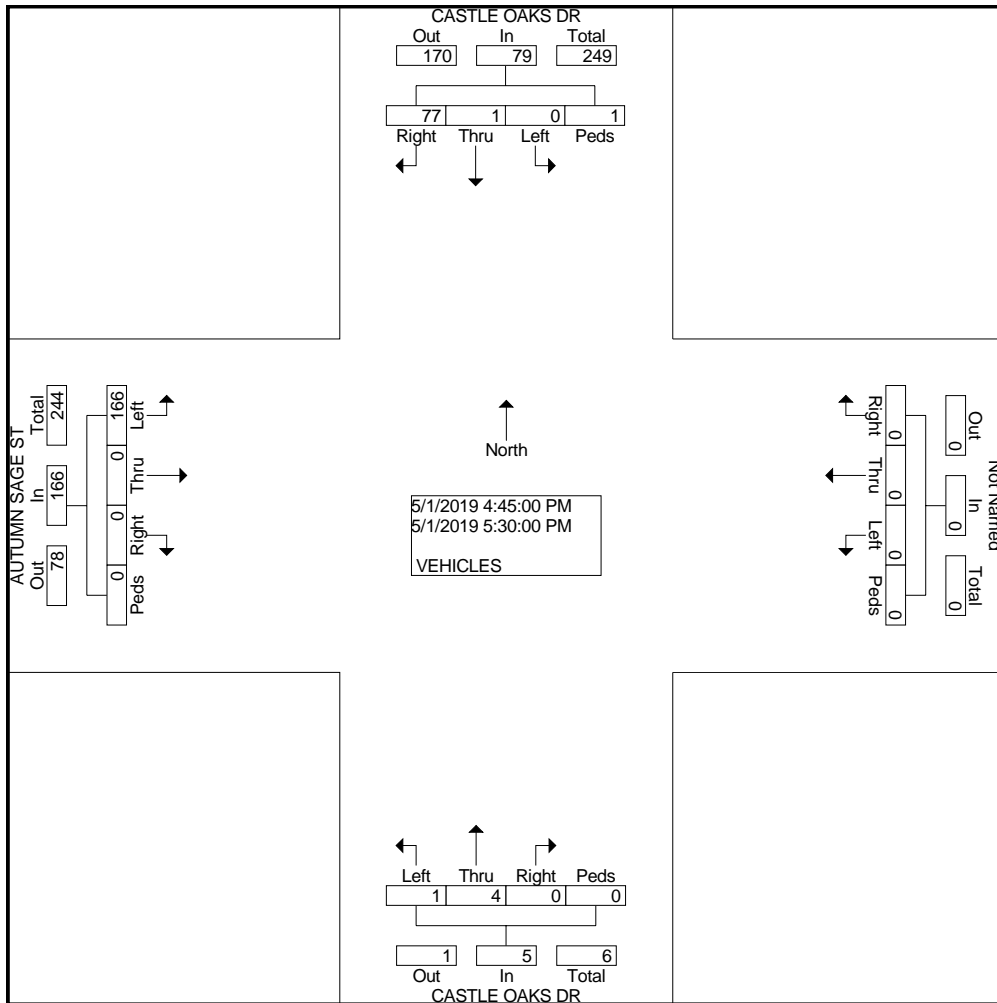 CASTLE OAKS DR
Out In Total
170 79 249
77 1 0 1
Right Thru Left Peds
AUTUMN SAGE ST
Total In Out
244 166 78
166 0 0 0
Left Thru Right Peds
North
5/1/2019 4:45:00 PM
5/1/2019 5:30:00 PM
VEHICLES
Right Thru Left Peds
0 0 0 0
Out In Total
0 0 0
Not Named
Left Thru Right Peds
1 4 0 0
1 5 6
Out In Total
CASTLE OAKS DR